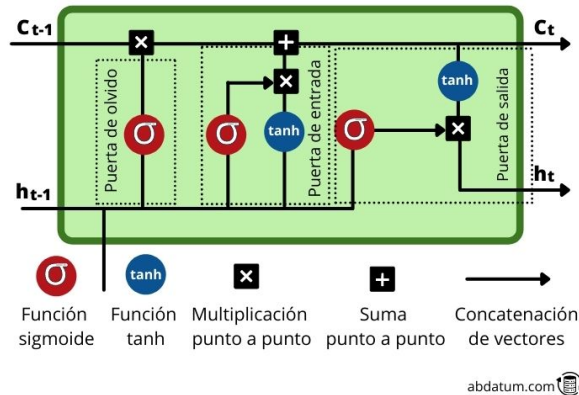 Ct-1
Ct
Puerta de olvido
σ
σ
tanh
Puerta de entrada
σ
tanh
Puerta de salida
ht-1
ht
σ
tanh
Función
sigmoide
Función
tanh
Multiplicación
punto a punto
Suma
punto a punto
Concatenación
de vectores
abdatum.com